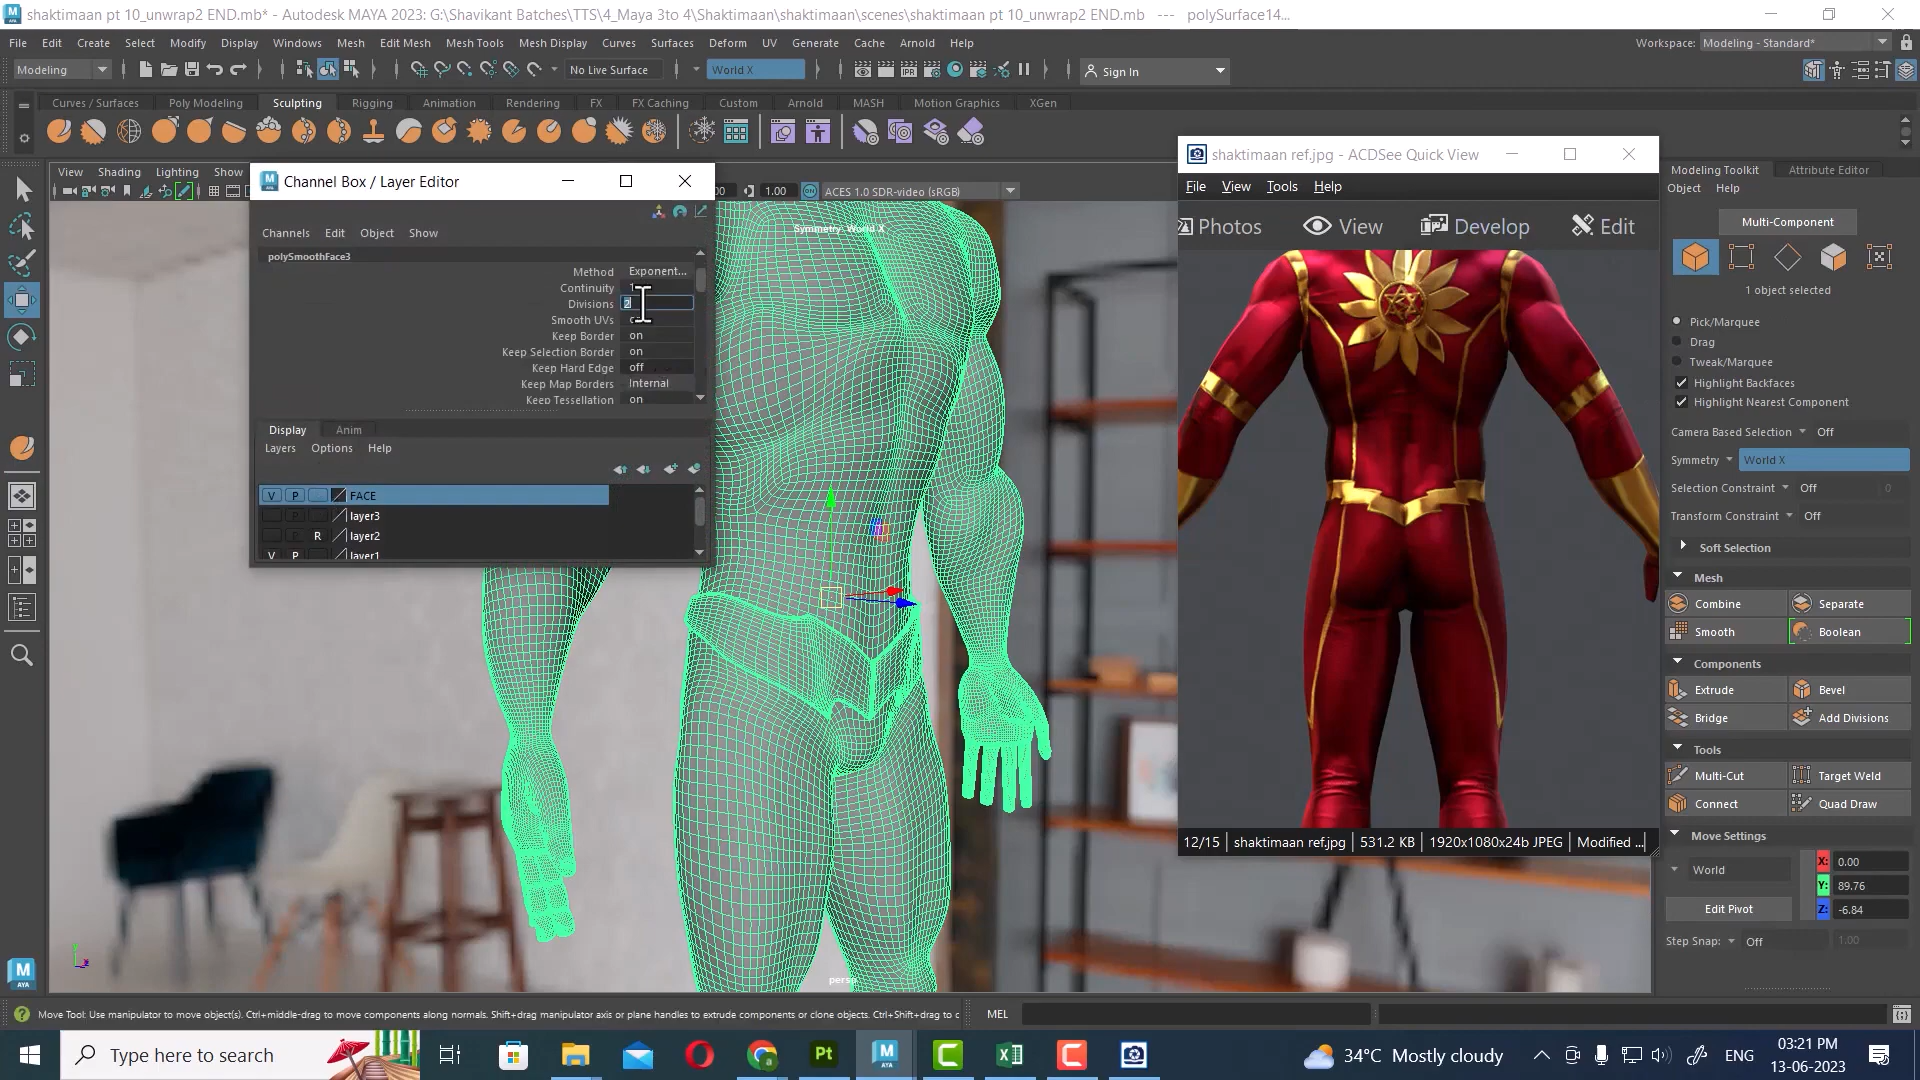 shaktimaan pt 10_unwrap2 END.mb* - Autodesk MAYA 2023: G:\Shavikant Batches\TTS\4_Maya 3to 4\Shaktimaan\shaktimaan\scenes\shaktimaan pt 10_unwrap2 END.mb --- polySurface14...
File Edit Create Select Modify Display Windows Mesh Edit Mesh Mesh Tools Mesh Display Curves Surfaces Deform UV Generate Cache Arnold Help
Workspace: Modeling - Standard*
Modeling
No Live Surface
World X
IPR
Sign In
Curves / Surfaces Poly Modeling Sculpting Rigging Animation Rendering FX FX Caching Custom Arnold MASH Motion Graphics XGen
View Shading Lighting Show
1.00
ACES 1.0 SDR-video (sRGB)
Channel Box / Layer Editor
Channels Edit Object Show
polySmoothFace3
Method Exponent...
Continuity 1
Divisions 2
Smooth UVs
Keep Border on
Keep Selection Border on
Keep Hard Edge off
Keep Map Borders Internal
Keep Tessellation on
Display Anim
Layers Options Help
V P FACE
layer3
R layer2
V P layer1
Symmetry: World X
persp
shaktimaan ref.jpg - ACDSee Quick View
File View Tools Help
Photos View Develop Edit
12/15 shaktimaan ref.jpg 531.2 KB 1920x1080x24b JPEGModified ...
Modeling Toolkit Attribute Editor
Object Help
Multi-Component
1 object selected
Pick/Marquee
Drag
Tweak/Marquee
Highlight Backfaces
Highlight Nearest Component
Camera Based Selection Off
Symmetry World X
Selection Constraint Off 0
Transform Constraint Off
Soft Selection
Mesh
Combine Separate
Smooth Boolean
Components
Extrude Bevel
Bridge Add Divisions
Tools
Multi-Cut Target Weld
Connect Quad Draw
Move Settings
World
X: 0.00
Y: 89.76
Z: -6.84
Edit Pivot
Step Snap: Off 1.00
Move Tool: Use manipulator to move object(s). Ctrl+middle-drag to move components along normals. Shift+drag manipulator axis or plane handles to extrude components or clone objects. Ctrl+Shift+drag to c
MEL
Type here to search
34°C Mostly cloudy
ENG
03:21 PM
13-06-2023